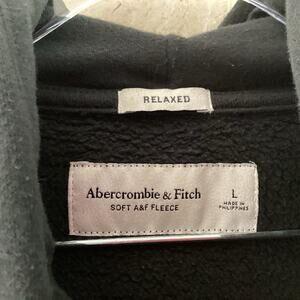 RELAXED
Abercrombie & Fitch
SOFT A&F FLEECE
L
MADE IN
PHILIPPINES